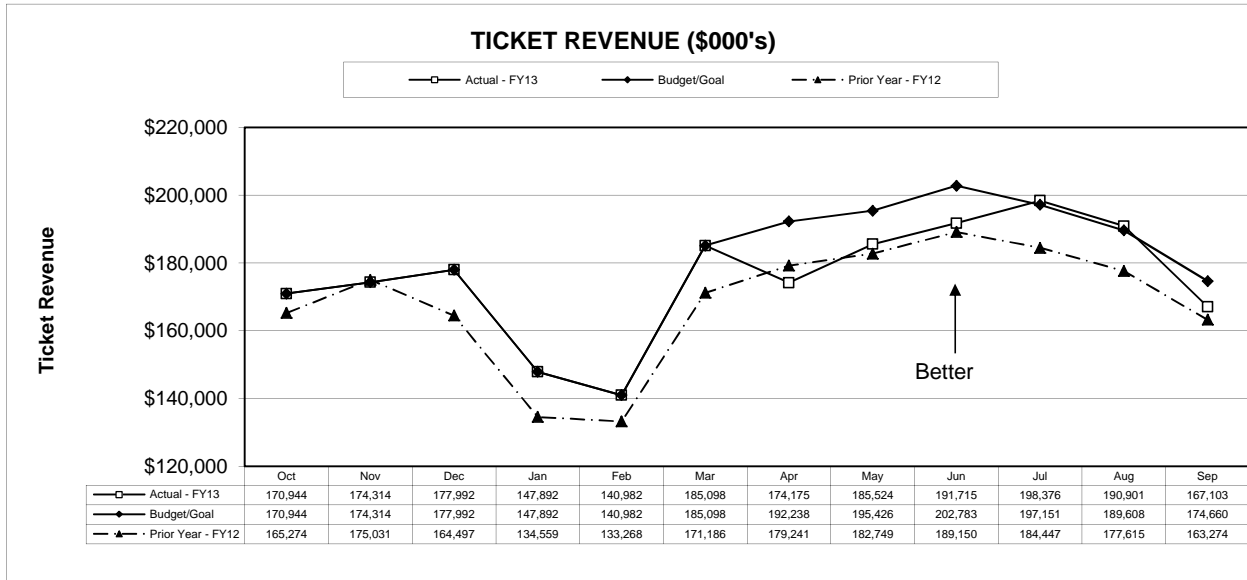 TICKET REVENUE ($000's)
Actual - FY13 Budget/Goal Prior Year - FY12
Ticket Revenue
$220,000
$200,000
$180,000
$160,000
$140,000
$120,000
Better
Oct Nov Dec Jan Feb Mar Apr May Jun Jul Aug Sep
Actual - FY13 170,944 174,314 177,992 147,892 140,982 185,098 174,175 185,524 191,715 198,376 190,901 167,103
Budget/Goal 170,944 174,314 177,992 147,892 140,982 185,098 192,238 195,426 202,783 197,151 189,608 174,660
Prior Year - FY12 165,274 175,031 164,497 134,559 133,268 171,186 179,241 182,749 189,150 184,447 177,615 163,274